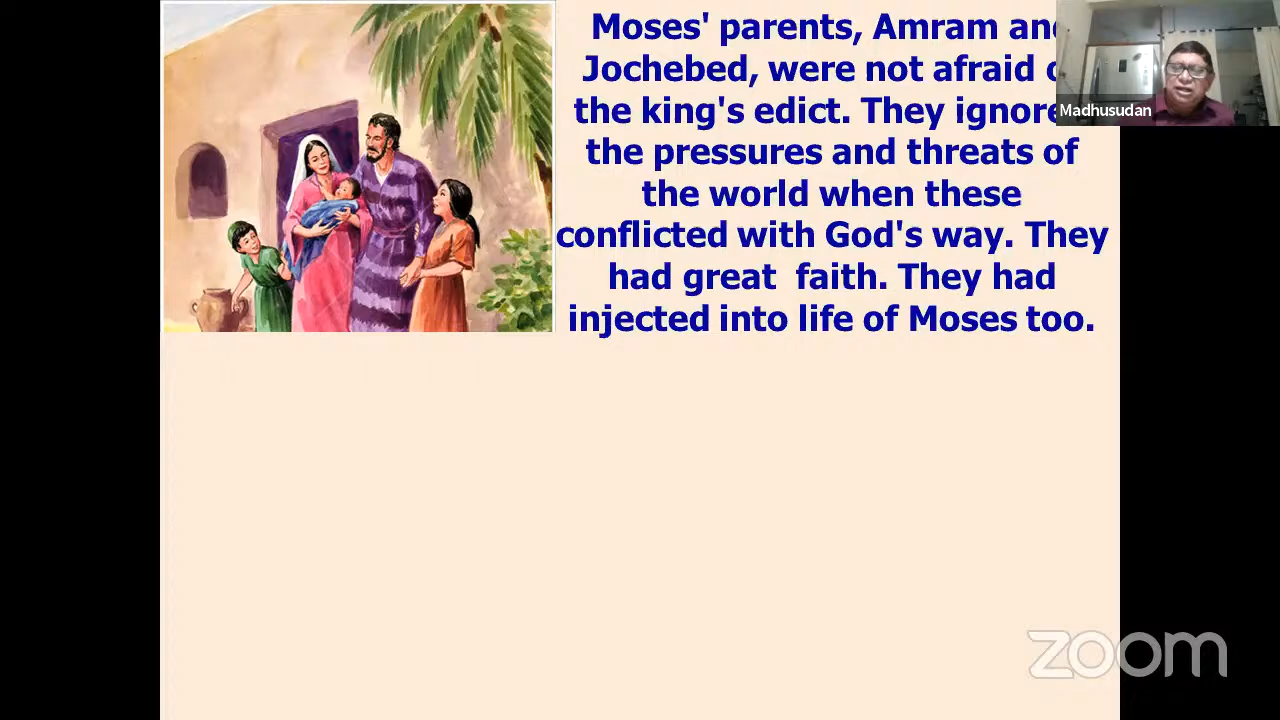 Moses' parents, Amram and
Jochebed, were not afraid
the king's edict. They ignore
the pressures and threats of
the world when these
conflicted with God's way. They
had great faith. They had
injected into life of Moses too.
Madhusudan
zoom